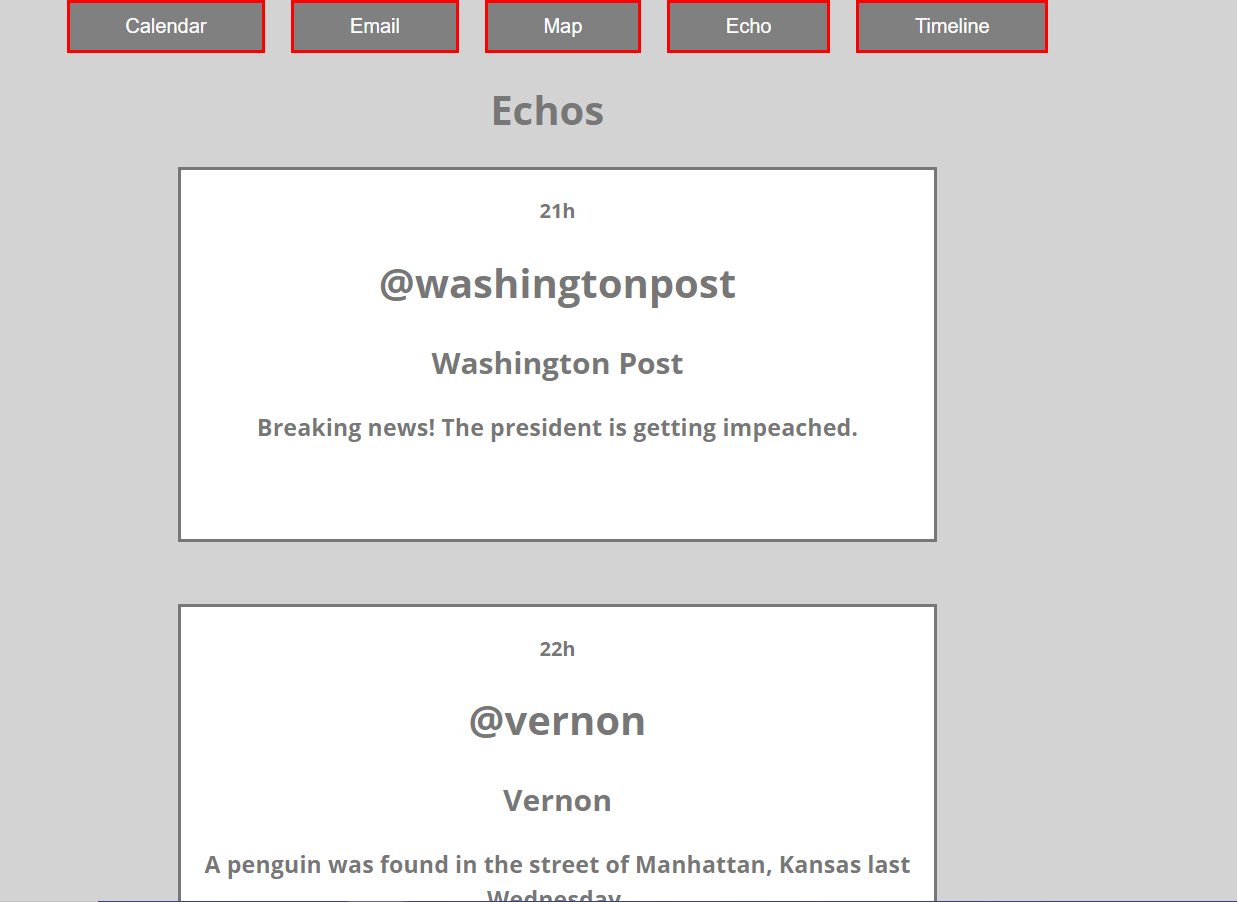 Calendar Email Map Echo Timeline
Echos
21h
@washingtonpost
Washington Post
Breaking news! The president is getting impeached.
22h
@vernon
Vernon
A penguin was found in the street of Manhattan, Kansas last
Wednesday